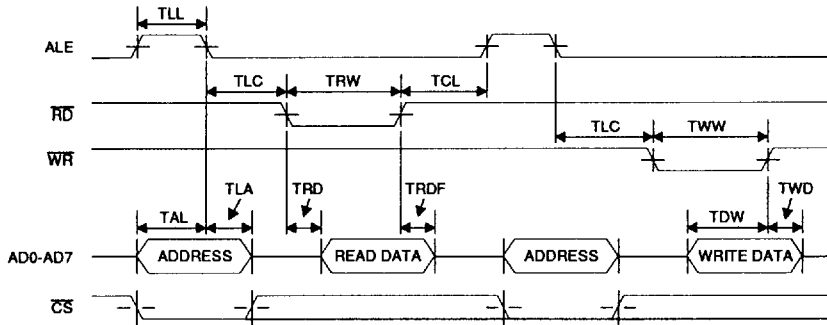 TLL
ALE
TLC TRW TCL
RD
TLC TWW
WR
TLA TRD TRDF TWD
TAL TDW
AD0-AD7 ADDRESS READ DATA ADDRESS WRITE DATA
CS